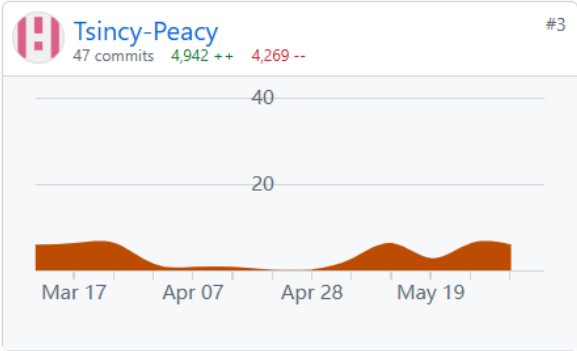 Tsincy-Peacy #3
47 commits 4,942 ++ 4,269 --
40
20
Mar 17 Apr 07 Apr 28 May 19